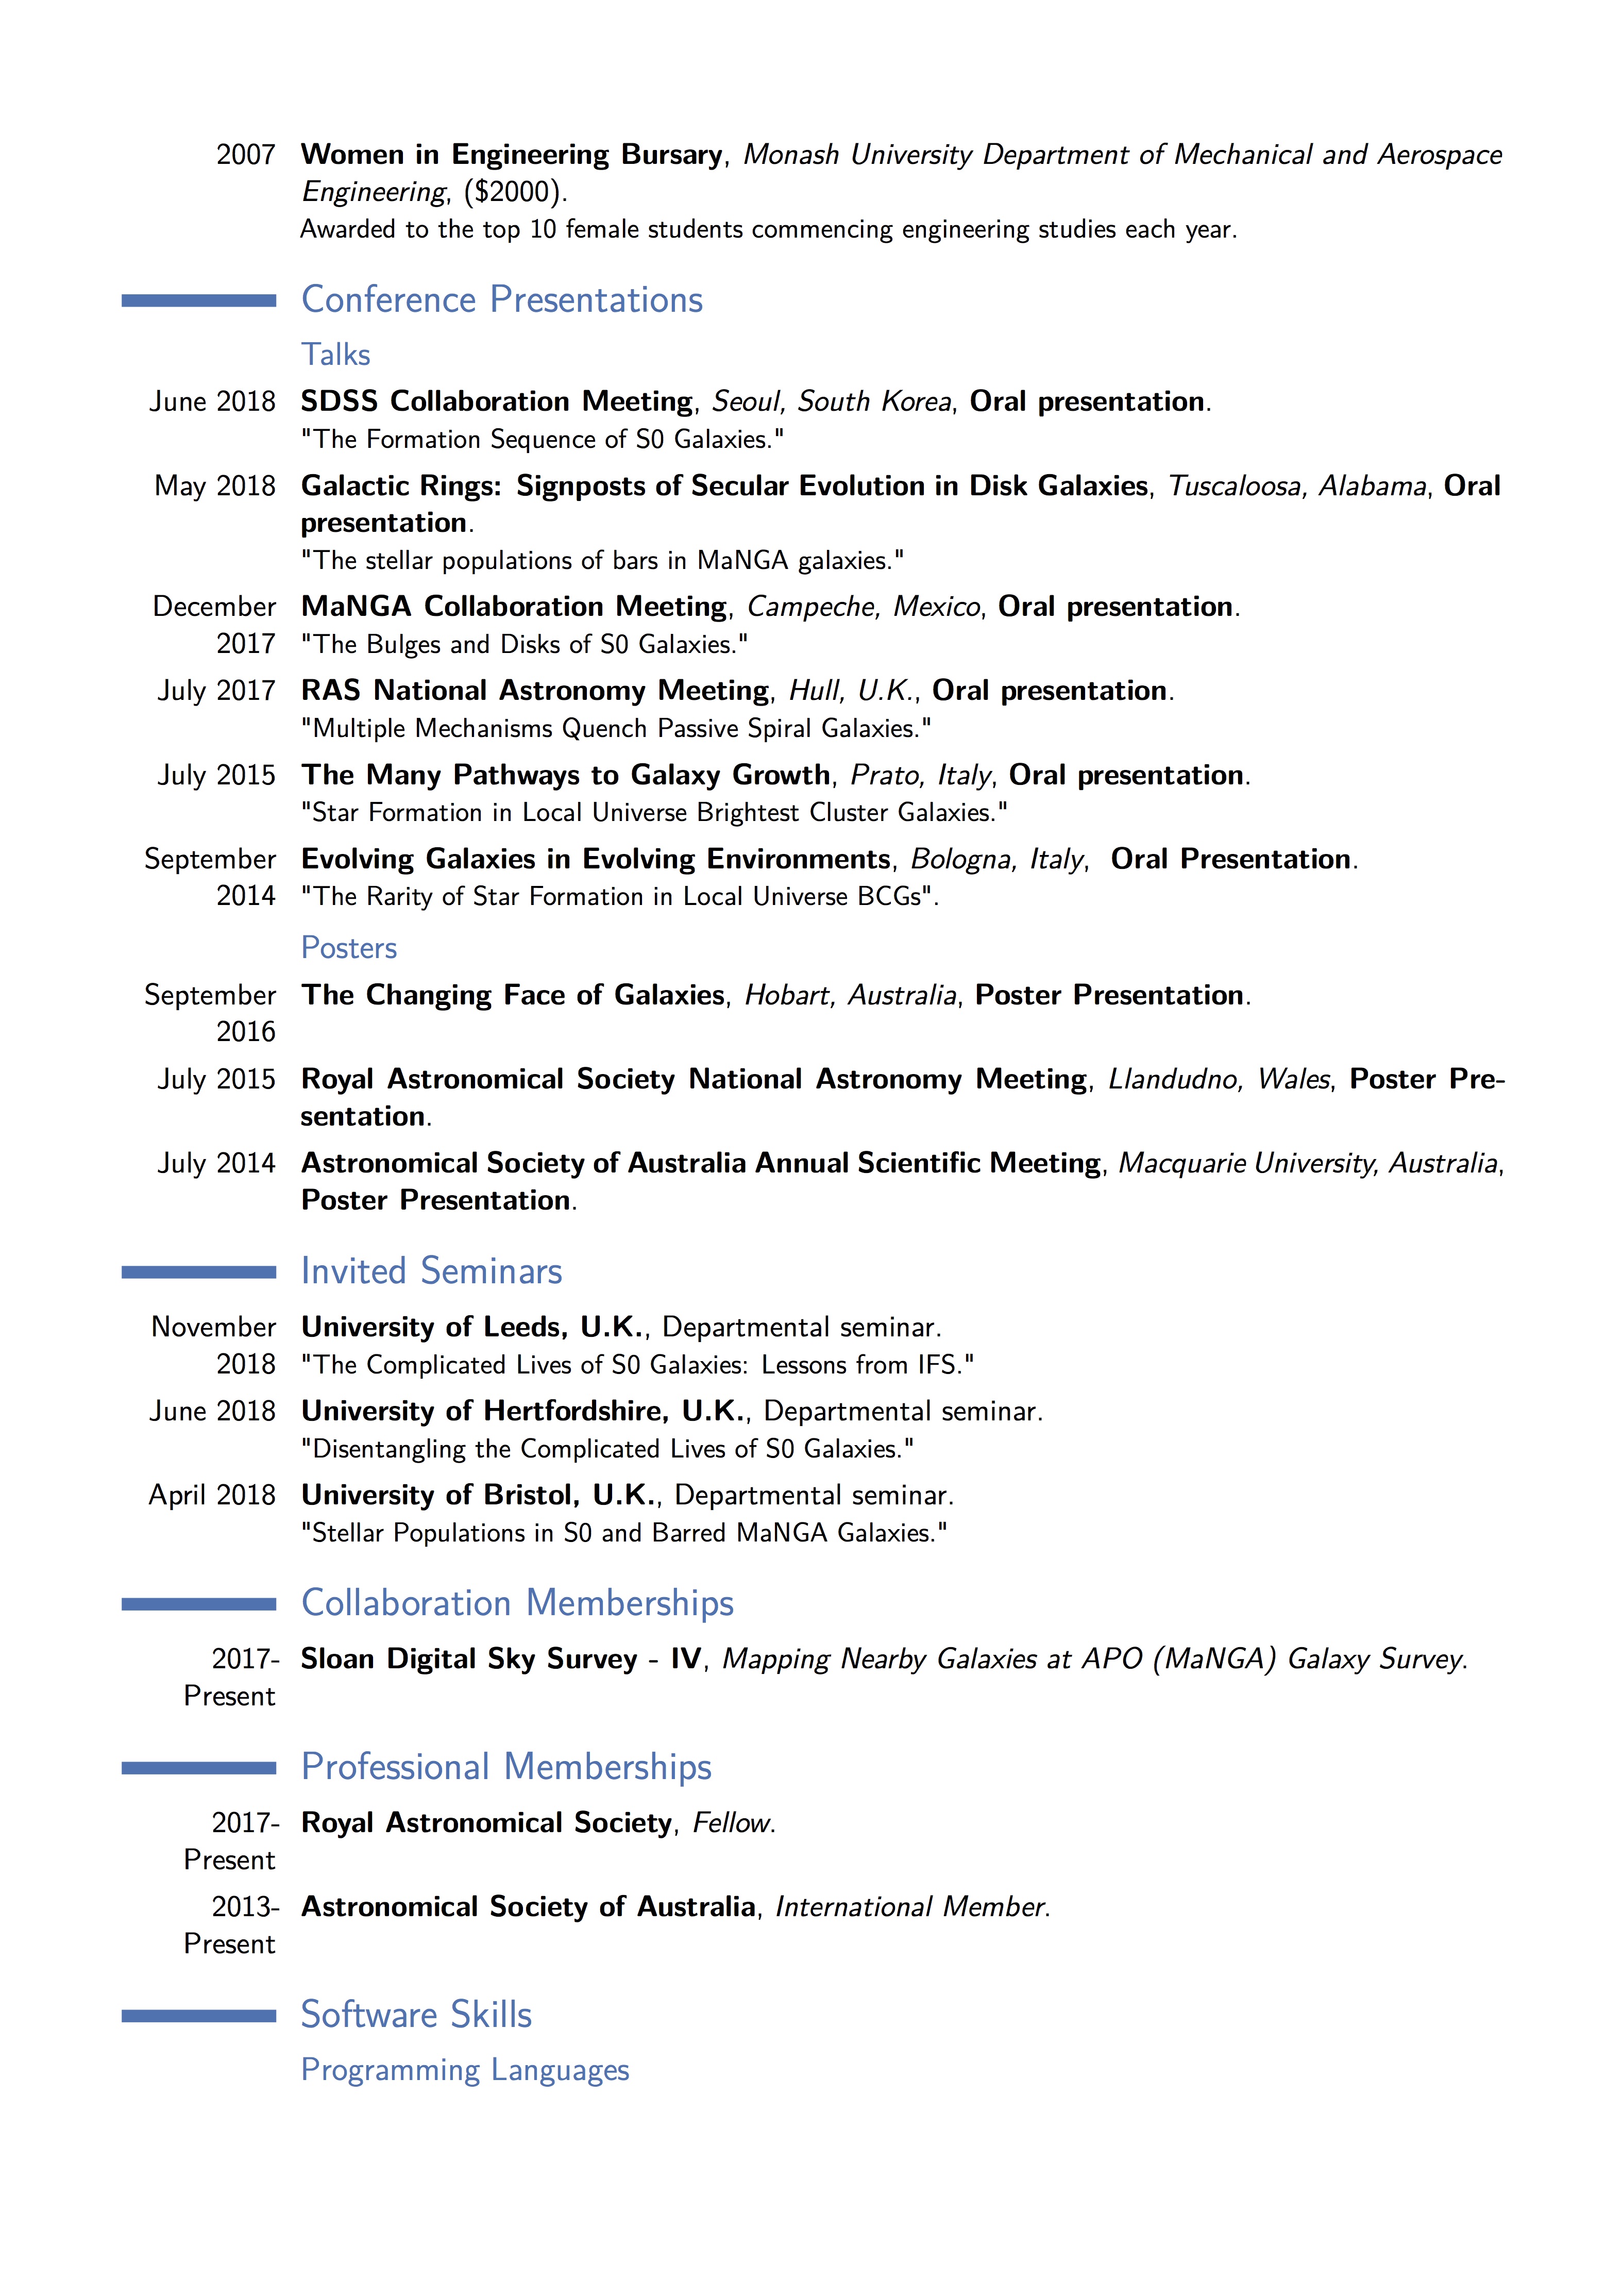 2007 Women in Engineering Bursary, Monash University Department of Mechanical and Aerospace
Engineering, ($2000).
Awarded to the top 10 female students commencing engineering studies each year.
Conference Presentations
Talks
June 2018 SDSS Collaboration Meeting, Seoul, South Korea, Oral presentation.
"The Formation Sequence of S0 Galaxies."
May 2018 Galactic Rings: Signposts of Secular Evolution in Disk Galaxies, Tuscaloosa, Alabama, Oral
presentation.
"The stellar populations of bars in MaNGA galaxies."
December MaNGA Collaboration Meeting, Campeche, Mexico, Oral presentation.
2017 "The Bulges and Disks of S0 Galaxies."
July 2017 RAS National Astronomy Meeting, Hull, U.K., Oral presentation.
"Multiple Mechanisms Quench Passive Spiral Galaxies."
July 2015 The Many Pathways to Galaxy Growth, Prato, Italy, Oral presentation.
"Star Formation in Local Universe Brightest Cluster Galaxies."
September Evolving Galaxies in Evolving Environments, Bologna, Italy, Oral Presentation.
2014 "The Rarity of Star Formation in Local Universe BCGs".
Posters
September The Changing Face of Galaxies, Hobart, Australia, Poster Presentation.
2016
July 2015 Royal Astronomical Society National Astronomy Meeting, Llandudno, Wales, Poster Pre-
sentation.
July 2014 Astronomical Society of Australia Annual Scientific Meeting, Macquarie University, Australia,
Poster Presentation.
Invited Seminars
November University of Leeds, U.K., Departmental seminar.
2018 "The Complicated Lives of S0 Galaxies: Lessons from IFS."
June 2018 University of Hertfordshire, U.K., Departmental seminar.
"Disentangling the Complicated Lives of S0 Galaxies."
April 2018 University of Bristol, U.K., Departmental seminar.
"Stellar Populations in S0 and Barred MaNGA Galaxies."
Collaboration Memberships
2017- Sloan Digital Sky Survey - IV, Mapping Nearby Galaxies at APO (MaNGA) Galaxy Survey.
Present
Professional Memberships
2017- Royal Astronomical Society, Fellow.
Present
2013- Astronomical Society of Australia, International Member.
Present
Software Skills
Programming Languages